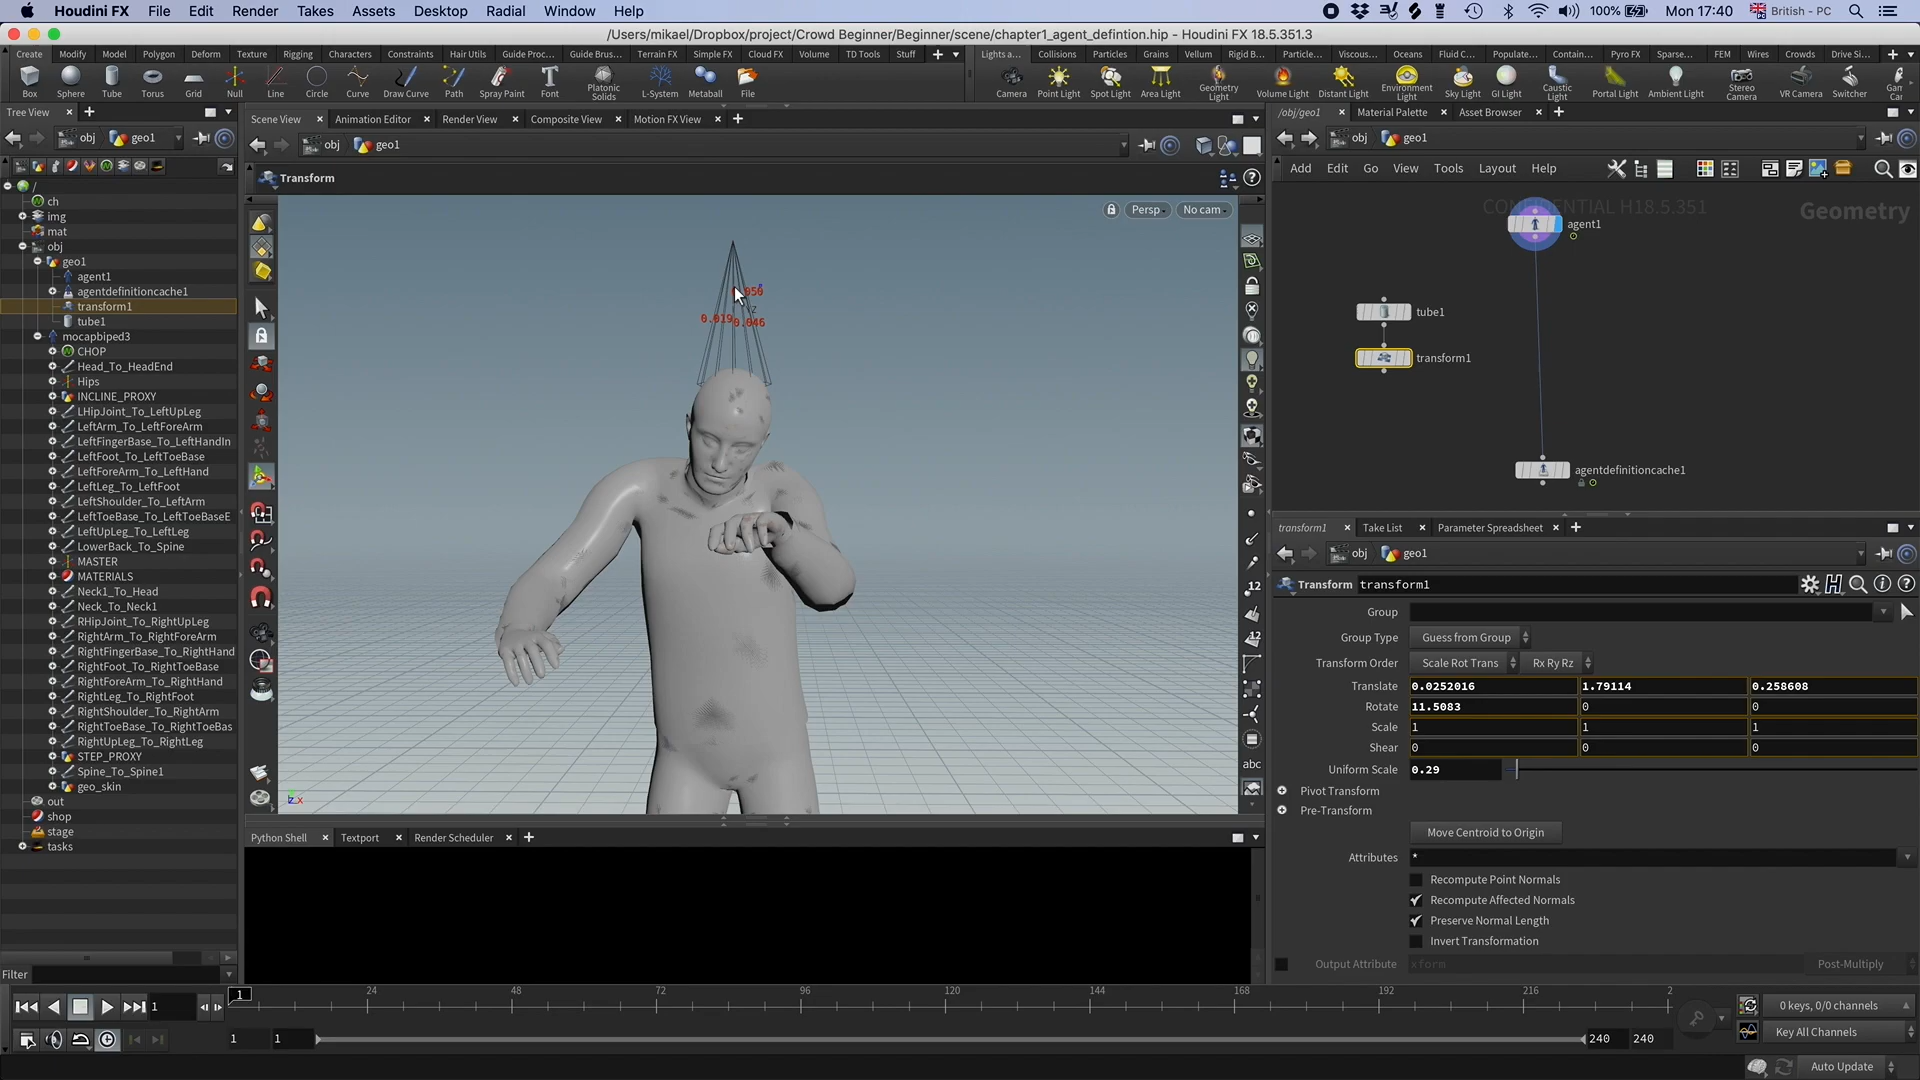 Houdini FX File Edit Render Takes Assets Desktop Radial Window Help 100% Mon 17:40 British - PC
/Users/mikael/Dropbox/project/Crowd Beginner/Beginner/scene/chapter1_agent_defintion.hip - Houdini FX 18.5.351.3
Create Modify Model Polygon Deform Texture Rigging Characters Constraints Hair Utils Guide Proc... Guide Brus... Terrain FX Simple FX Cloud FX Volume TD Tools Stuff
Lights a... Collisions Particles Grains Vellum Rigid B... Particle... Viscous... Oceans Fluid C... Populate... Contain... Pyro FX Sparse... FEM Wires Crowds Drive Si...
Box Sphere Tube Torus Grid Null Line Circle Curve Draw Curve Path Spray Paint Font Platonic Solids L-System Metaball File
Camera Point Light Spot Light Area Light Geometry Light Volume Light Distant Light Environment Light Sky Light GI Light Caustic Light Portal Light Ambient Light Stereo Camera VR Camera Switcher
Tree View
obj geo1
/
ch
img
mat
obj
geo1
agent1
agentdefinitioncache1
transform1
tube1
mocapbiped3
CHOP
Head_To_HeadEnd
Hips
INCLINE_PROXY
LHipJoint_To_LeftUpLeg
LeftArm_To_LeftForeArm
LeftFingerBase_To_LeftHandIn
LeftFoot_To_LeftToeBase
LeftForeArm_To_LeftHand
LeftLeg_To_LeftFoot
LeftShoulder_To_LeftArm
LeftToeBase_To_LeftToeBaseE
LeftUpLeg_To_LeftLeg
LowerBack_To_Spine
MASTER
MATERIALS
Neck1_To_Head
Neck_To_Neck1
RHipJoint_To_RightUpLeg
RightArm_To_RightForeArm
RightFingerBase_To_RightHand
RightFoot_To_RightToeBase
RightForeArm_To_RightHand
RightLeg_To_RightFoot
RightShoulder_To_RightArm
RightToeBase_To_RightToeBas
RightUpLeg_To_RightLeg
STEP_PROXY
Spine_To_Spine1
geo_skin
out
shop
stage
tasks
Filter
Scene View Animation Editor Render View Composite View Motion FX View
obj geo1
Transform
Persp No cam
0.019 0.046
12
12
abc
z x
Python Shell Textport Render Scheduler
/obj/geo1 Material Palette Asset Browser
obj geo1
Add Edit Go View Tools Layout Help
CONFIDENTIAL H18.5.351
Geometry
agent1
tube1
transform1
agentdefinitioncache1
transform1 Take List Parameter Spreadsheet
obj geo1
Transform transform1
Group
Group Type Guess from Group
Transform Order Scale Rot Trans Rx Ry Rz
Translate 0.0252016 1.79114 0.258608
Rotate 11.5083 0 0
Scale 1 1 1
Shear 0 0 0
Uniform Scale 0.29
Pivot Transform
Pre-Transform
Move Centroid to Origin
Attributes *
Recompute Point Normals
Recompute Affected Normals
Preserve Normal Length
Invert Transformation
Output Attribute xform Post-Multiply
1 1 24 48 72 96 120 144 168 192 216 2
0 keys, 0/0 channels
1 1 240 240
Key All Channels
Auto Update